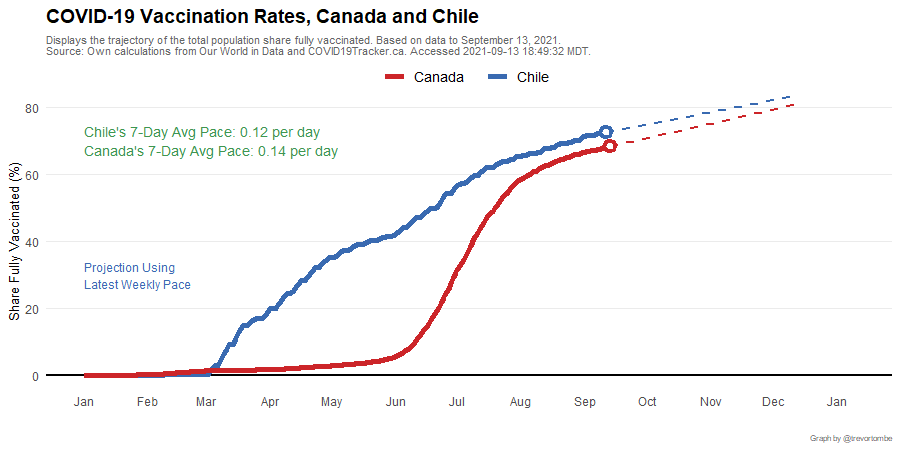 COVID-19 Vaccination Rates, Canada and Chile
Displays the trajectory of the total population share fully vaccinated. Based on data to September 13, 2021.
Source: Own calculations from Our World in Data and COVID19Tracker.ca. Accessed 2021-09-13 18:49:32 MDT.
Canada Chile
Share Fully Vaccinated (%)
80
60
40
20
0
Chile's 7-Day Avg Pace: 0.12 per day
Canada's 7-Day Avg Pace: 0.14 per day
Projection Using
Latest Weekly Pace
Jan Feb Mar Apr May Jun Jul Aug Sep Oct Nov Dec Jan
Graph by @trevortombe